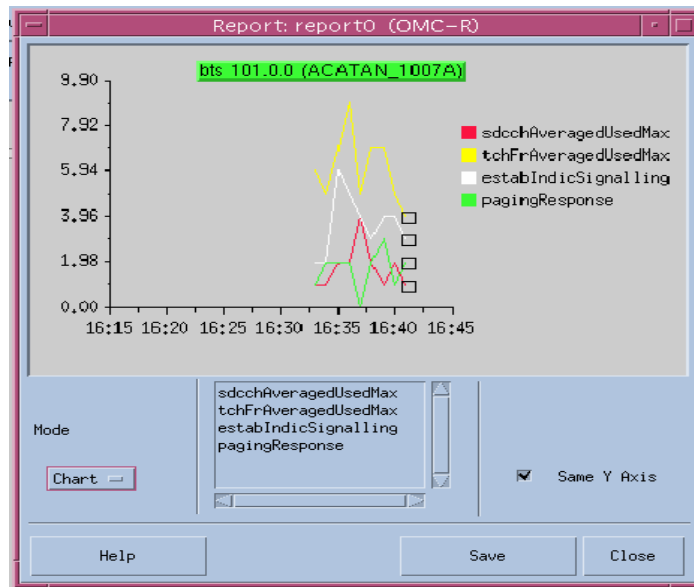 Report: report0 (OMC-R)
bts 101.0.0 (ACATAN_1007A)
9.90
7.92
5.94
3.96
1.98
0.00
16:15 16:20 16:25 16:30 16:35 16:40 16:45
sdcchAveragedUsedMax
tchFrAveragedUsedMax
estabIndicSignalling
pagingResponse
Mode
Chart
sdcchAveragedUsedMax
tchFrAveragedUsedMax
estabIndicSignalling
pagingResponse
Same Y Axis
Help
Save
Close